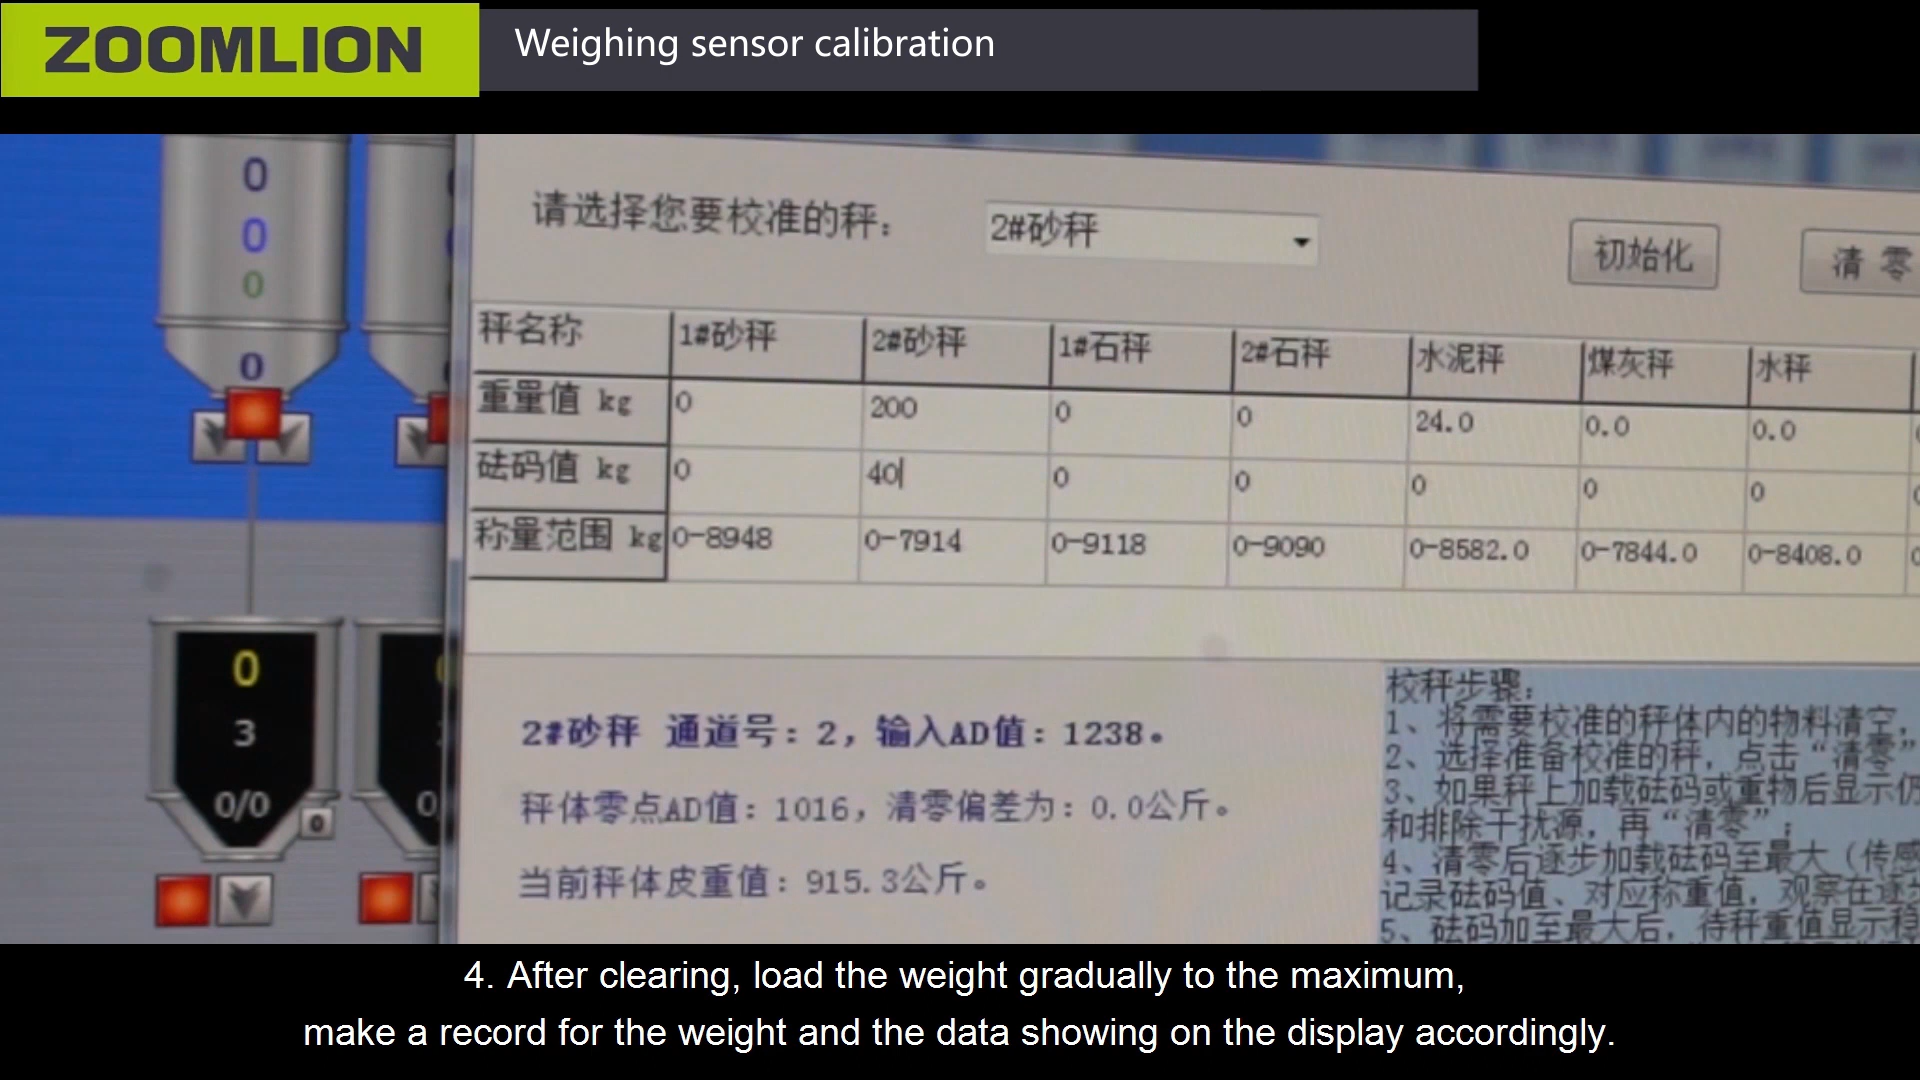 ZOOMLION
Weighing sensor calibration
0
0
0
0
请选择您要校准的秤：
2#砂秤
初始化
清 零
秤名称 1#砂秤 2#砂秤 1#石秤 2#石秤 水泥秤 煤灰秤 水秤
重量值 kg 0 200 0 0 24.0 0.0 0.0
砝码值 kg 0 40 0 0 0 0 0
称量范围 kg 0-8948 0-7914 0-9118 0-9090 0-8582.0 0-7844.0 0-8408.0
0
3
0/0
0
2#砂秤 通道号：2，输入AD值：1238。
秤体零点AD值：1016，清零偏差为：0.0公斤。
当前秤体皮重值：915.3公斤。
校秤步骤：
1、将需要校准的秤体内的物料清空，
2、选择准备校准的秤，点击“清零”
3、如果秤上加载砝码或重物后显示仍
和排除干扰源，再“清零”；
4、清零后逐步加载砝码至最大（传感
记录砝码值、对应称重值，观察在逐步
5、砝码加至最大后，待秤重值显示稳
4. After clearing, load the weight gradually to the maximum,
make a record for the weight and the data showing on the display accordingly.